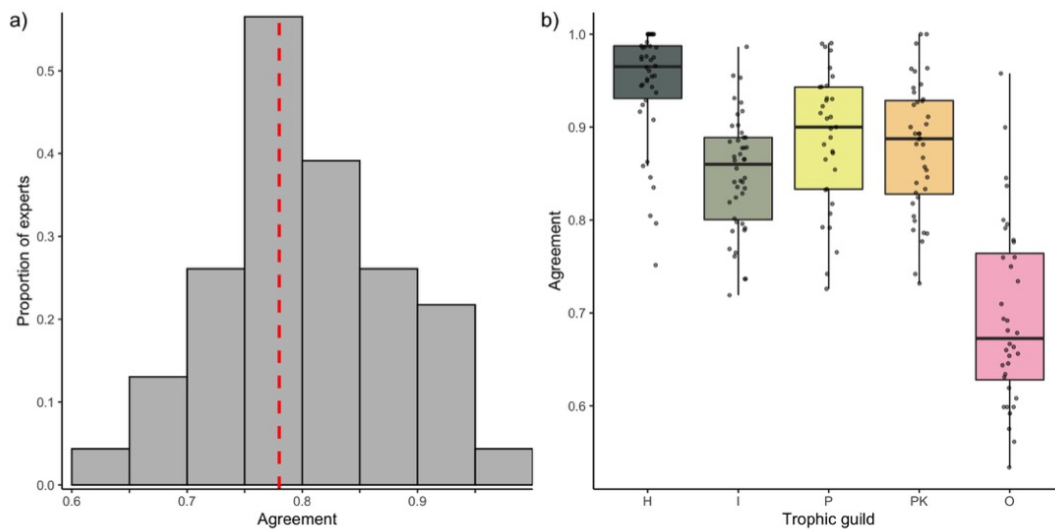 a)
Proportion of experts
0.5
0.4
0.3
0.2
0.1
0.0
0.6 0.7 0.8 0.9
Agreement
b)
Agreement
1.0
0.9
0.8
0.7
0.6
H I P PK O
Trophic guild